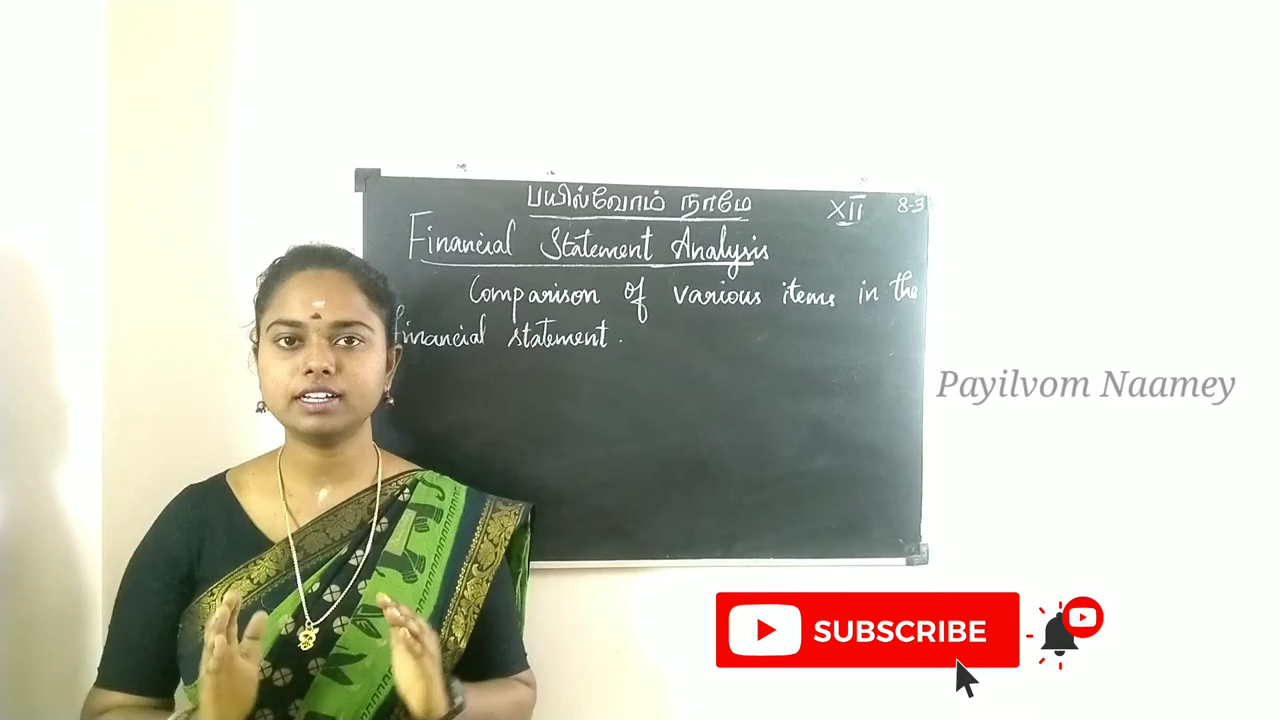 பயில்வோம் நாமே
XII
8-3
Financial Statement Analysis
Comparison of various items in the
financial statement.
Payilvom Naamey
SUBSCRIBE